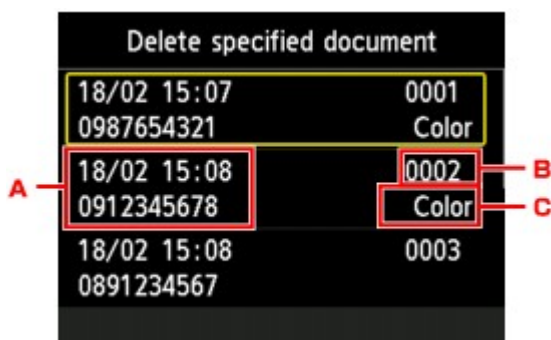 Delete specified document
18/02 15:07 0001
0987654321 Color
18/02 15:08 0002
0912345678 Color
18/02 15:08 0003
0891234567
A
B
C